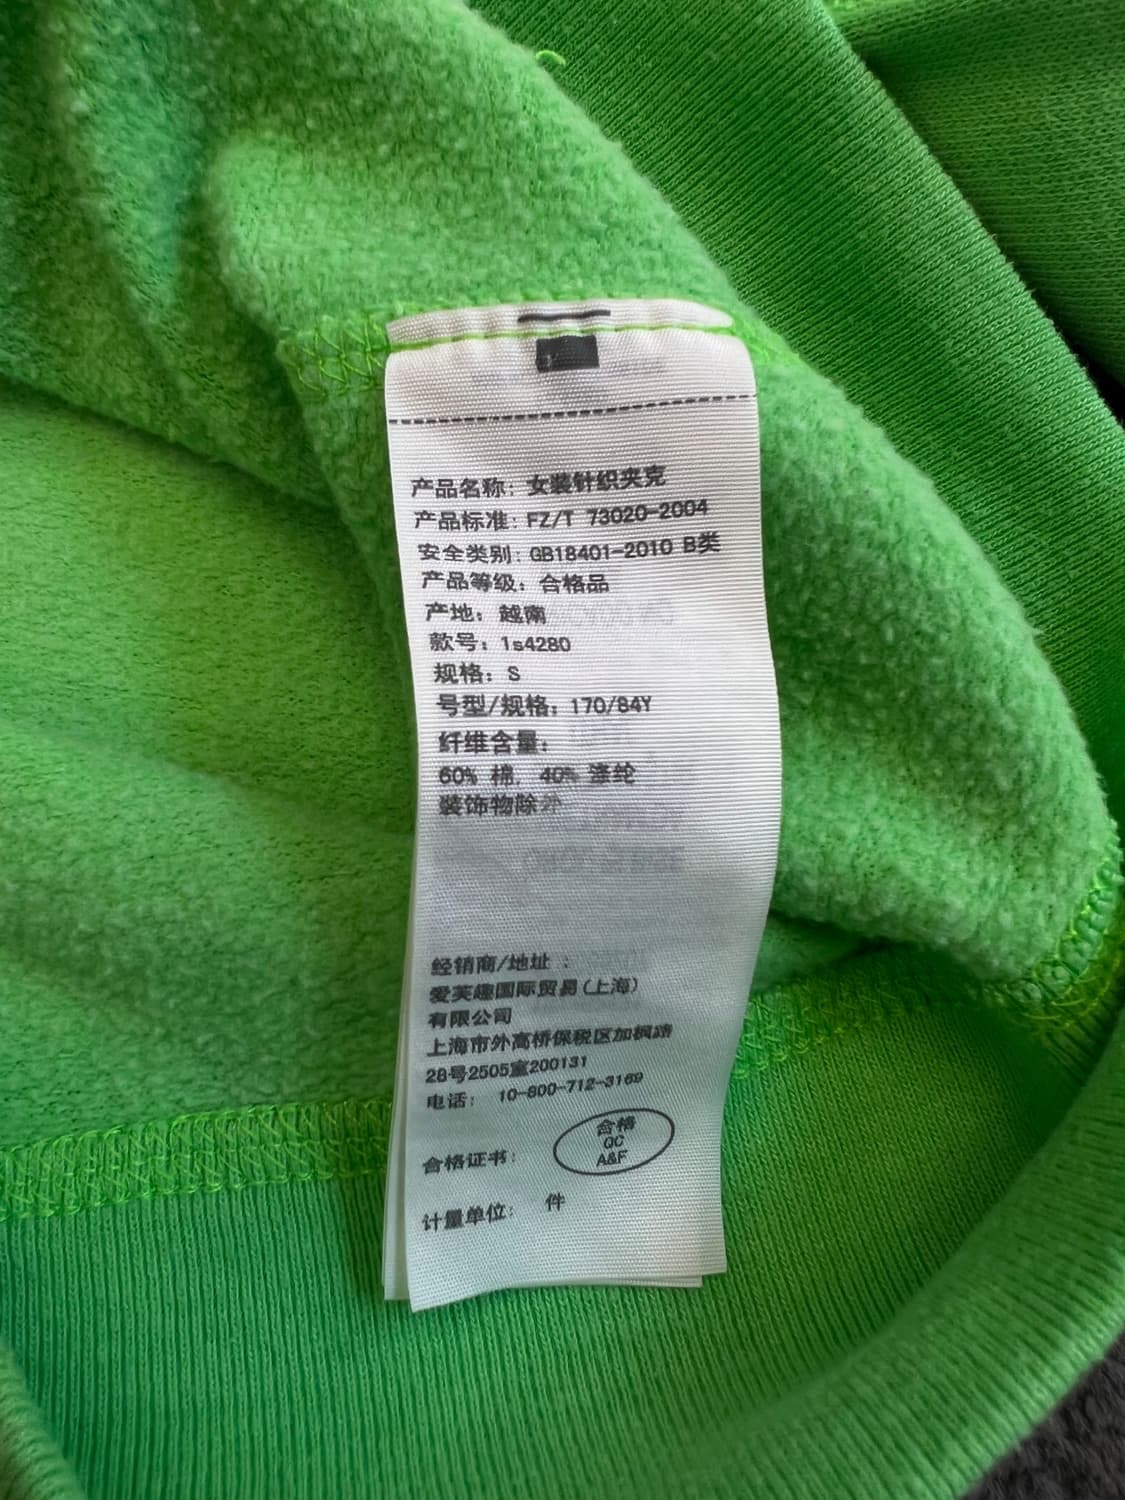 产品名称：女装针织夹克
产品标准：FZ/T 73020-2004
安全类别：GB18401-2010 B类
产品等级：合格品
产地：越南
款号：1s4280
规格：S
号型/规格：170/84Y
纤维含量：
60% 棉, 40% 涤纶
装饰物除外
经销商/地址 :
爱芙趣国际贸易(上海)
有限公司
上海市外高桥保税区加枫路
28号2505室200131
电话： 10-800-712-3169
合格证书： 合格
QC
A&F
计量单位： 件